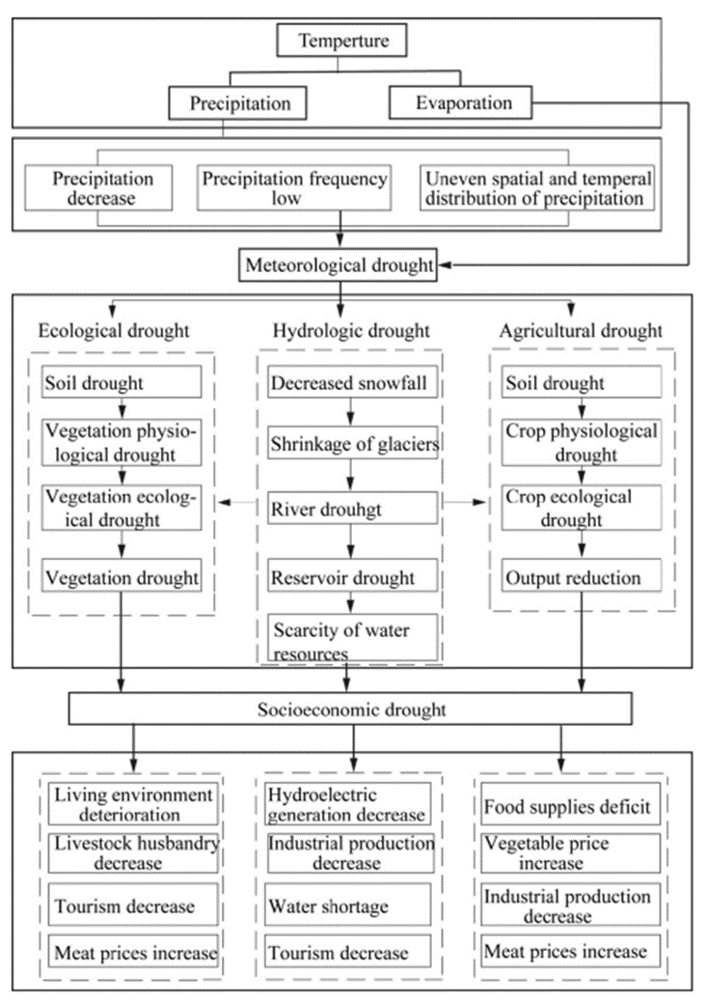 Temperture
Precipitation
Evaporation
Precipitation
decrease
Precipitation frequency
low
Uneven spatial and temperal
distribution of precipitation
Meteorological drought
Ecological drought
Hydrologic drought
Agricultural drought
Soil drought
Vegetation physio-
logical drought
Vegetation ecolog-
ical drought
Vegetation drought
Decreased snowfall
Shrinkage of glaciers
River drouhgt
Reservoir drought
Scarcity of water
resources
Soil drought
Crop physiological
drought
Crop ecological
drought
Output reduction
Socioeconomic drought
Living environment
deterioration
Livestock husbandry
decrease
Tourism decrease
Meat prices increase
Hydroelectric
generation decrease
Industrial production
decrease
Water shortage
Tourism decrease
Food supplies deficit
Vegetable price
increase
Industrial production
decrease
Meat prices increase